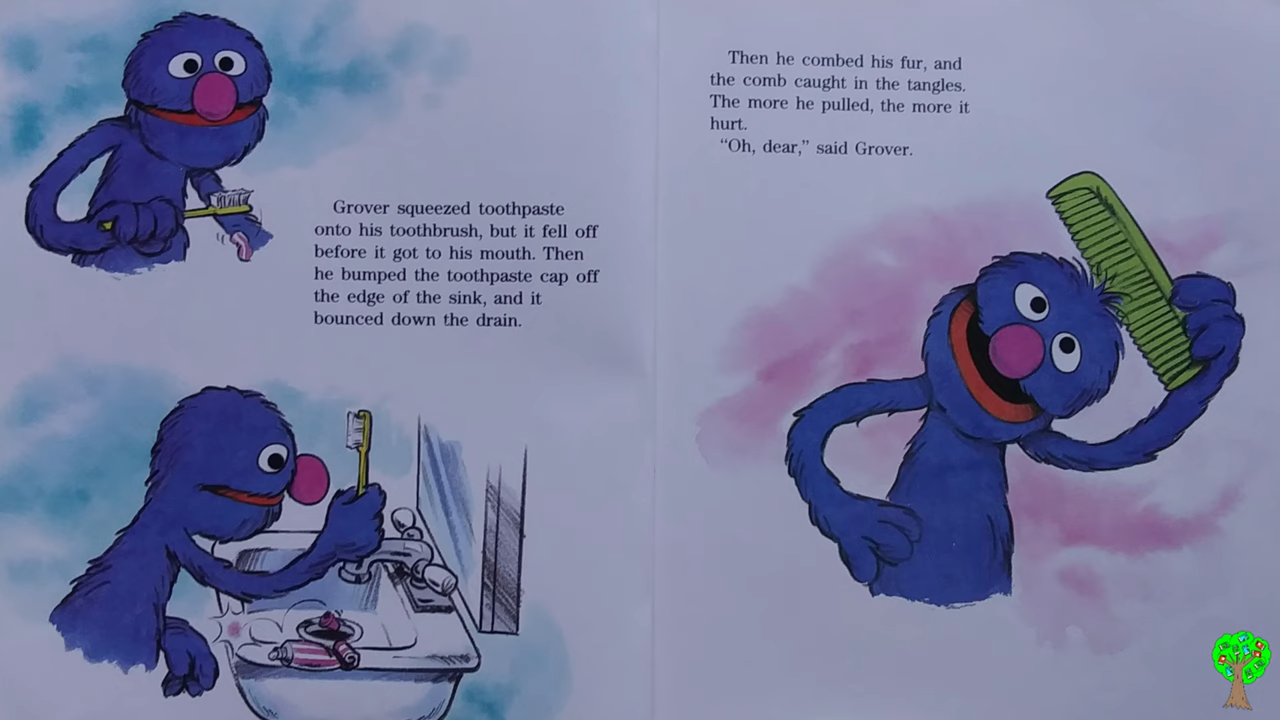 Grover squeezed toothpaste
onto his toothbrush, but it fell off
before it got to his mouth. Then
he bumped the toothpaste cap off
the edge of the sink, and it
bounced down the drain.
Then he combed his fur, and
the comb caught in the tangles.
The more he pulled, the more it
hurt.
“Oh, dear,” said Grover.